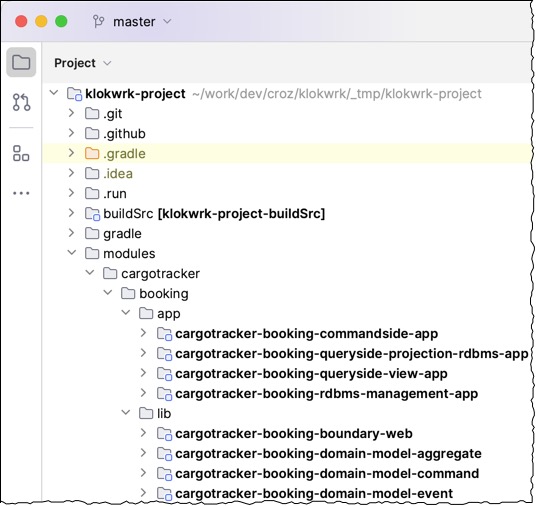 master
Project
klokwrk-project ~/work/dev/croz/klokwrk/_tmp/klokwrk-project
.git
.github
.gradle
.idea
.run
buildSrc [klokwrk-project-buildSrc]
gradle
modules
cargotracker
booking
app
cargotracker-booking-commandside-app
cargotracker-booking-queryside-projection-rdbms-app
cargotracker-booking-queryside-view-app
cargotracker-booking-rdbms-management-app
lib
cargotracker-booking-boundary-web
cargotracker-booking-domain-model-aggregate
cargotracker-booking-domain-model-command
cargotracker-booking-domain-model-event